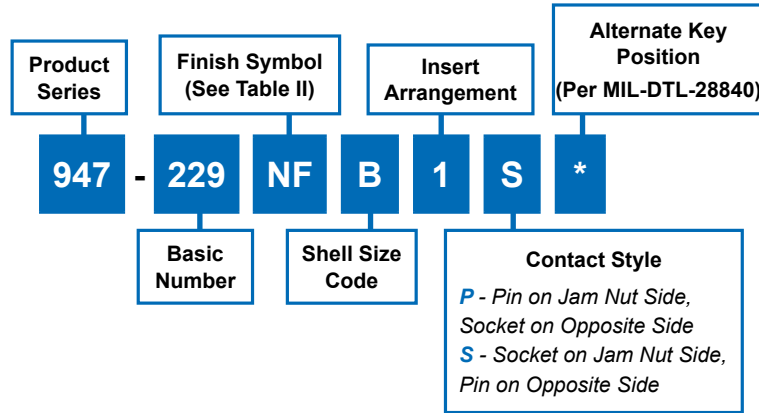 Product
Series
Finish Symbol
(See Table II)
Insert
Arrangement
Alternate Key
Position
(Per MIL-DTL-28840)
947 - 229 NF B 1 S *
Basic
Number
Shell Size
Code
Contact Style
P - Pin on Jam Nut Side,
Socket on Opposite Side
S - Socket on Jam Nut Side,
Pin on Opposite Side